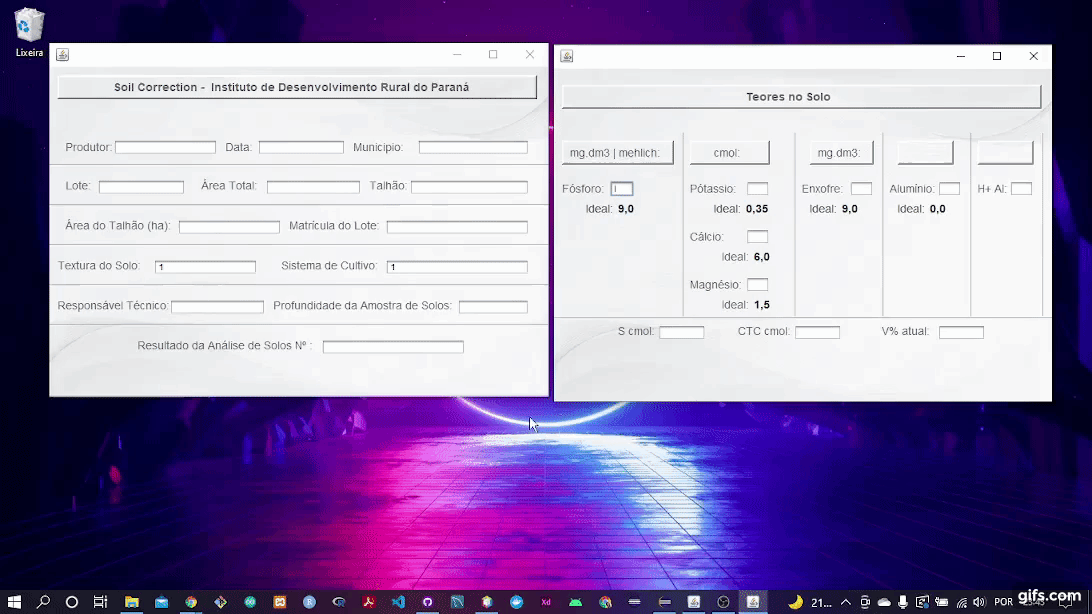 Lixeira
Soil Correction - Instituto de Desenvolvimento Rural do Paraná
Produtor: Data: Municipio:
Lote: Área Total: Talhão:
Área do Talhão (ha): Matrícula do Lote:
Textura do Solo: 1 Sistema de Cultivo: 1
Responsável Técnico: Profundidade da Amostra de Solos:
Resultado da Análise de Solos Nº :
Teores no Solo
mg.dm3 | mehlich: cmol: mg.dm3:
Fósforo: Pótassio: Enxofre: Alumínio: H+ Al:
Ideal: 9,0 Ideal: 0,35 Ideal: 9,0 Ideal: 0,0
Cálcio:
Ideal: 6,0
Magnésio:
Ideal: 1,5
S cmol: CTC cmol: V% atual:
Xd
21...
POR
gifs.com